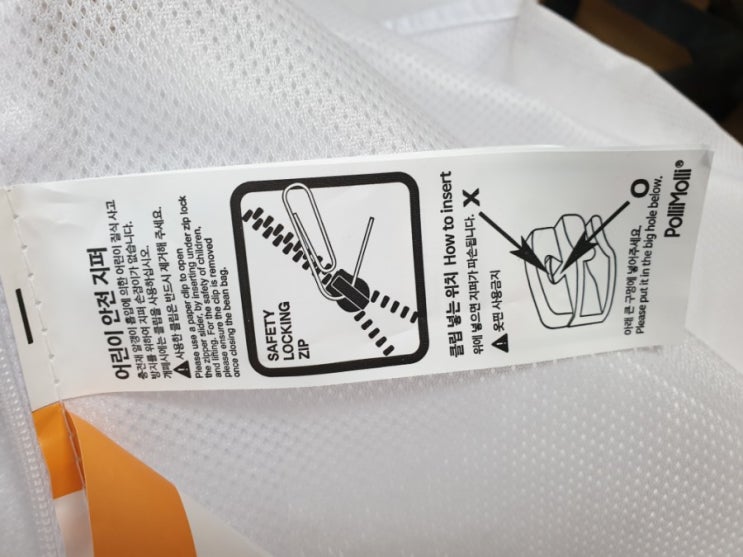 어린이 안전 지퍼
충전재 알갱이 흡입에 의한 어린이 질식 사고
방지를 위하여 지퍼 손잡이가 없습니다.
개폐시에는 클립을 사용하십시오.
사용한 클립은 반드시 제거해 주세요.
Please use a paper clip to open
the zipper slider, by inserting under zip lock
and lifting. For the safety of children,
please ensure the clip is removed
once closing the bean bag.
SAFETY
LOCKING
ZIP
클립 넣는 위치 How to insert
위에 넣으면 지퍼가 파손됩니다. X
옷핀 사용금지
O
아래 큰 구멍에 넣어주세요.
Please put it in the big hole below.
PolliMolli®